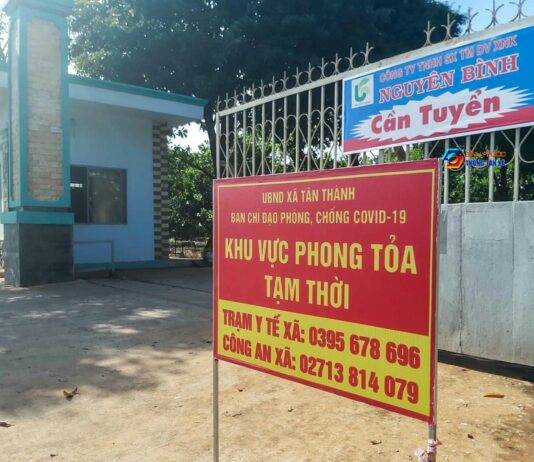 CÔNG TY TNHH SX TM DV XNK
NGUYÊN BÌNH
Cần Tuyển
UBND XÃ TÂN THÀNH
BAN CHỈ ĐẠO PHÒNG, CHỐNG COVID-19
KHU VỰC PHONG TỎA
TẠM THỜI
TRẠM Y TẾ XÃ: 0395 678 696
CÔNG AN XÃ: 02713 814 079